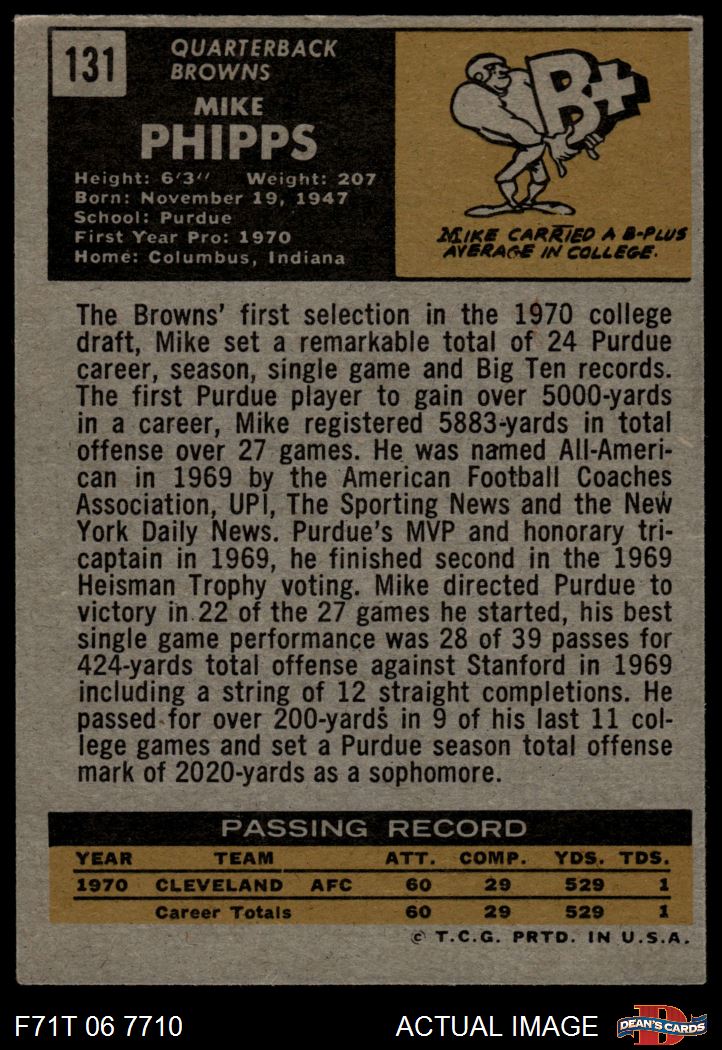 131
QUARTERBACK
BROWNS
MIKE
PHIPPS
Height: 6'3" Weight: 207
Born: November 19, 1947
School: Purdue
First Year Pro: 1970
Home: Columbus, Indiana
B+
MIKE CARRIED A B-PLUS
AVERAGE IN COLLEGE.
The Browns' first selection in the 1970 college
draft, Mike set a remarkable total of 24 Purdue
career, season, single game and Big Ten records.
The first Purdue player to gain over 5000-yards
in a career, Mike registered 5883-yards in total
offense over 27 games. He was named All-Ameri-
can in 1969 by the American Football Coaches
Association, UPI, The Sporting News and the New
York Daily News. Purdue's MVP and honorary tri-
captain in 1969, he finished second in the 1969
Heisman Trophy voting. Mike directed Purdue to
victory in 22 of the 27 games he started, his best
single game performance was 28 of 39 passes for
424-yards total offense against Stanford in 1969
including a string of 12 straight completions. He
passed for over 200-yards in 9 of his last 11 col-
lege games and set a Purdue season total offense
mark of 2020-yards as a sophomore.
PASSING RECORD
YEAR TEAM ATT. COMP. YDS. TDS.
1970 CLEVELAND AFC 60 29 529 1
Career Totals 60 29 529 1
© T.C.G. PRTD. IN U.S.A.
F71T 06 7710 ACTUAL IMAGE
D
DEAN'S CARDS